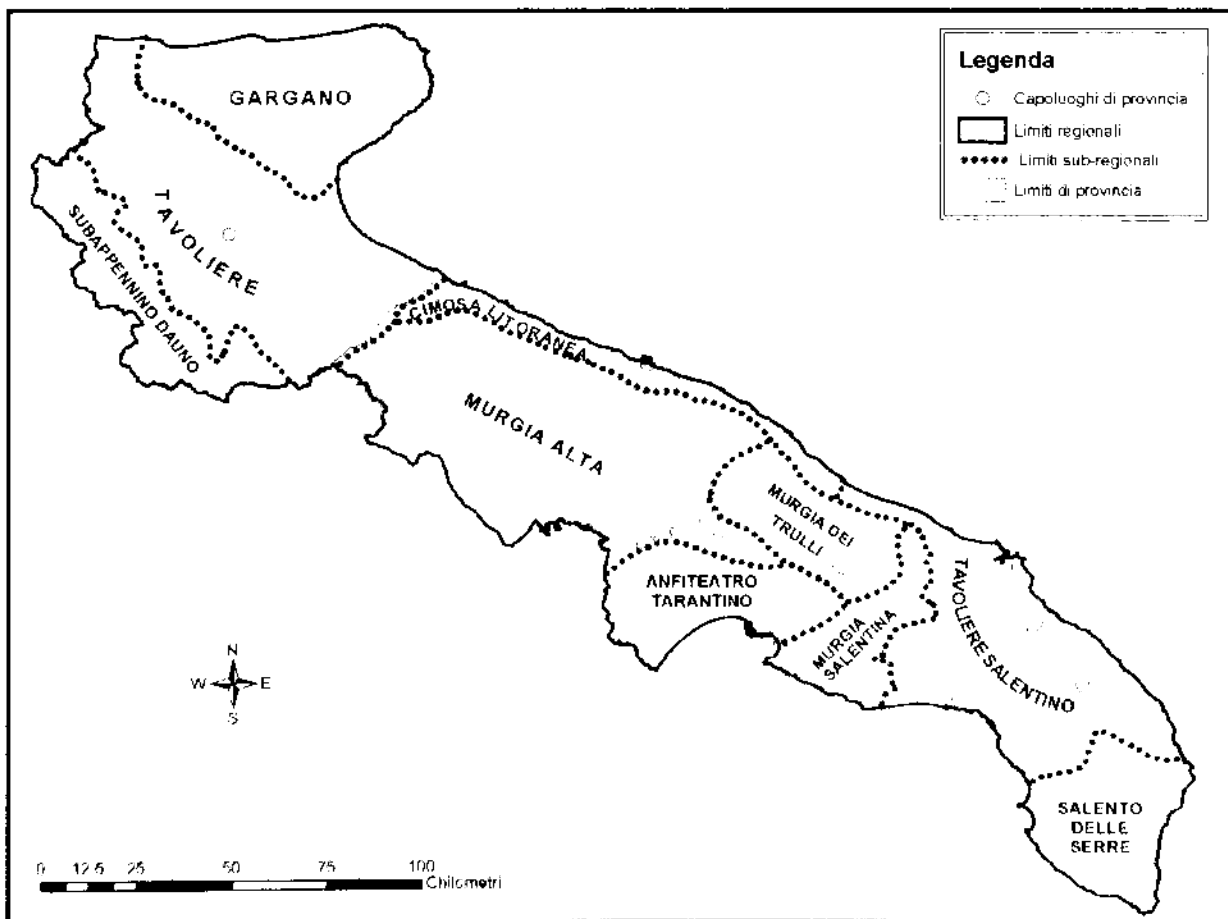 Legenda
Capoluoghi di provincia
Limiti regionali
Limiti sub-regionali
Limiti di provincia
GARGANO
TAVOLIERE
SUBAPPENNINO DAUNO
CIMOSA LITORANEA
MURGIA ALTA
MURGIA DEI
TRULLI
ANFITEATRO
TARANTINO
MURGIA
SALENTINA
TAVOLIERE SALENTINO
SALENTO
DELLE
SERRE
N
W E
S
0 12.5 25 50 75 100
Chilometri